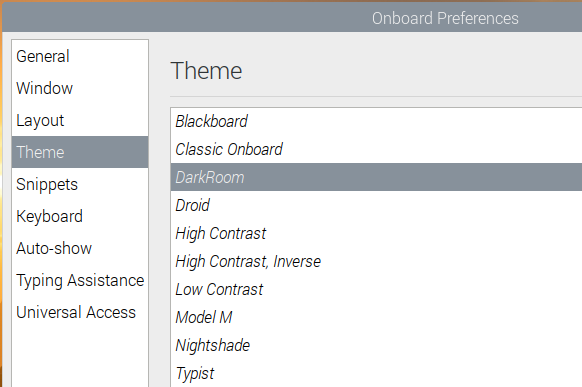 Onboard Preferences
General
Window
Layout
Theme
Snippets
Keyboard
Auto-show
Typing Assistance
Universal Access
Theme
Blackboard
Classic Onboard
DarkRoom
Droid
High Contrast
High Contrast, Inverse
Low Contrast
Model M
Nightshade
Typist